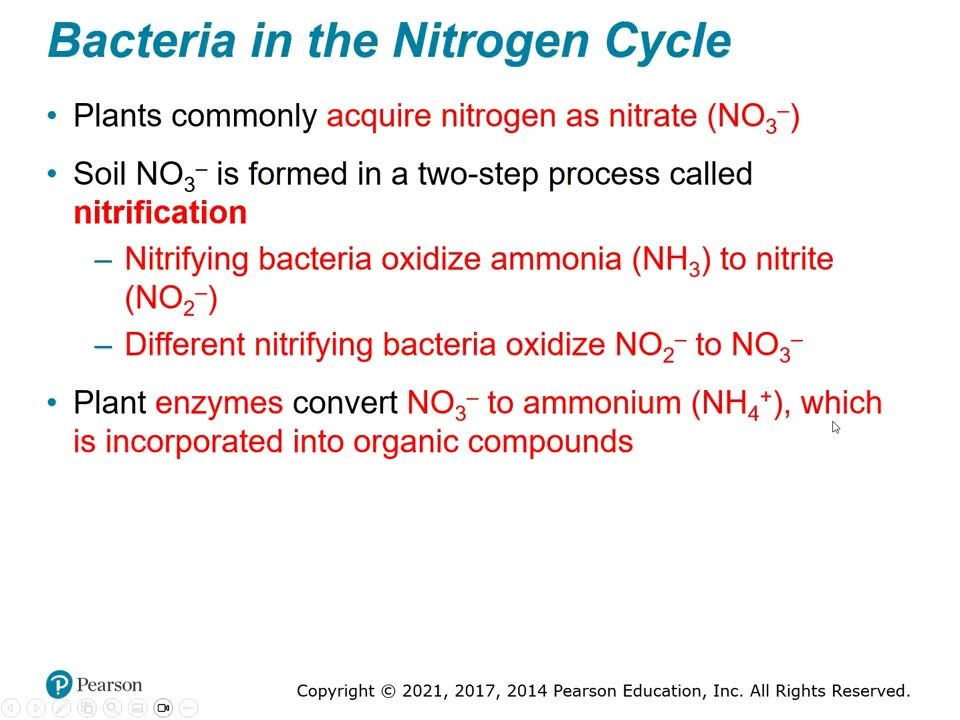 Bacteria in the Nitrogen Cycle
• Plants commonly acquire nitrogen as nitrate (NO₃⁻)
• Soil NO₃⁻ is formed in a two-step process called
nitrification
– Nitrifying bacteria oxidize ammonia (NH₃) to nitrite
(NO₂⁻)
– Different nitrifying bacteria oxidize NO₂⁻ to NO₃⁻
• Plant enzymes convert NO₃⁻ to ammonium (NH₄⁺), which
is incorporated into organic compounds
P Pearson
Copyright © 2021, 2017, 2014 Pearson Education, Inc. All Rights Reserved.